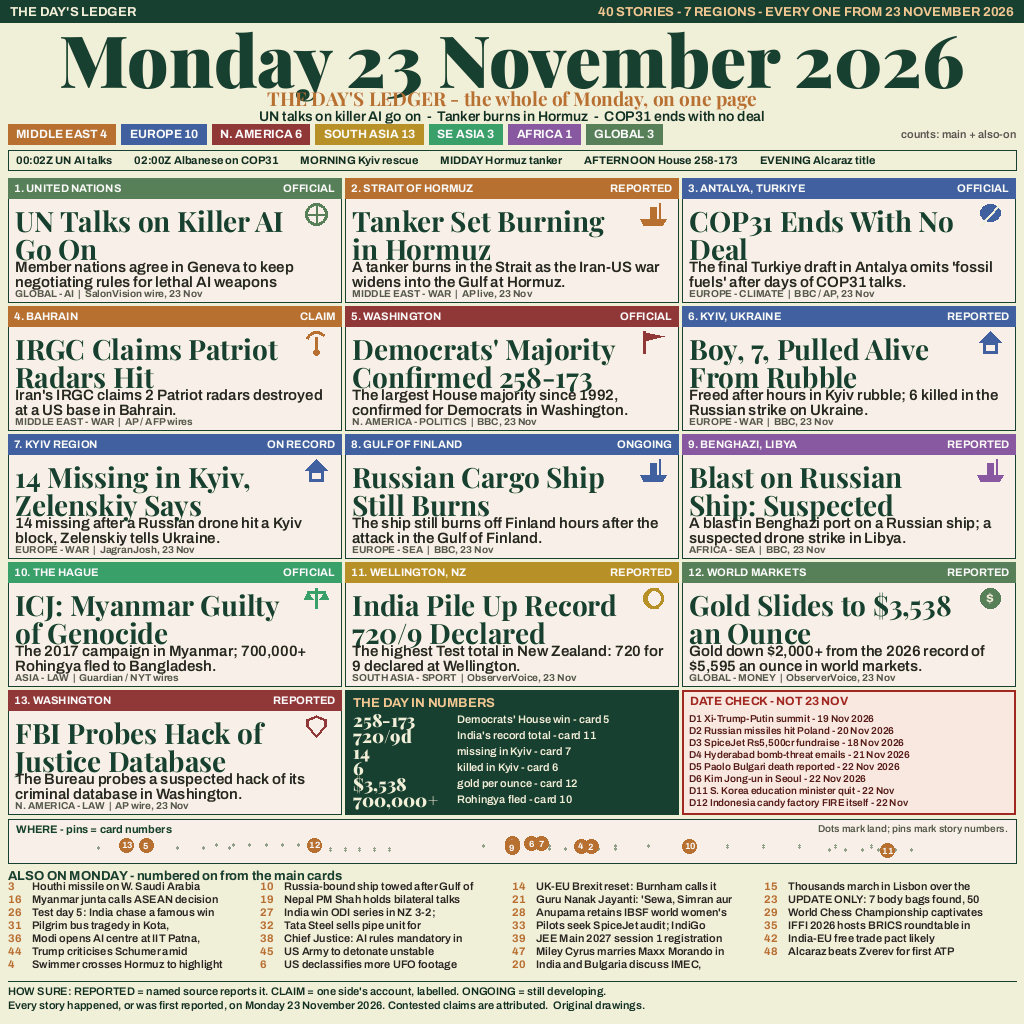 THE DAY'S LEDGER
40 STORIES - 7 REGIONS - EVERY ONE FROM 23 NOVEMBER 2026
Monday 23 November 2026
THE DAY'S LEDGER - the whole of Monday, on one page
UN talks on killer AI go on - Tanker burns in Hormuz - COP31 ends with no deal
MIDDLE EAST 4
EUROPE 10
N. AMERICA 6
SOUTH ASIA 13
SE ASIA 3
AFRICA 1
GLOBAL 3
counts: main + also-on
00:02Z UN AI talks
02:00Z Albanese on COP31
MORNING Kyiv rescue
MIDDAY Hormuz tanker
AFTERNOON House 258-173
EVENING Alcaraz title
1. UNITED NATIONS
OFFICIAL
UN Talks on Killer AI
Go On
Member nations agree in Geneva to keep
negotiating rules for lethal AI weapons
GLOBAL - AI | SalonVision wire, 23 Nov
2. STRAIT OF HORMUZ
REPORTED
Tanker Set Burning
in Hormuz
A tanker burns in the Strait as the Iran-US war
widens into the Gulf at Hormuz.
MIDDLE EAST - WAR | AP live, 23 Nov
3. ANTALYA, TURKIYE
OFFICIAL
COP31 Ends With No
Deal
The final Turkiye draft in Antalya omits 'fossil
fuels' after days of COP31 talks.
EUROPE - CLIMATE | BBC / AP, 23 Nov
4. BAHRAIN
CLAIM
IRGC Claims Patriot
Radars Hit
Iran's IRGC claims 2 Patriot radars destroyed
at a US base in Bahrain.
MIDDLE EAST - WAR | AP / AFP wires
5. WASHINGTON
OFFICIAL
Democrats' Majority
Confirmed 258-173
The largest House majority since 1992,
confirmed for Democrats in Washington.
N. AMERICA - POLITICS | BBC, 23 Nov
6. KYIV, UKRAINE
REPORTED
Boy, 7, Pulled Alive
From Rubble
Freed after hours in Kyiv rubble; 6 killed in the
Russian strike on Ukraine.
EUROPE - WAR | BBC, 23 Nov
7. KYIV REGION
ON RECORD
14 Missing in Kyiv,
Zelenskiy Says
14 missing after a Russian drone hit a Kyiv
block, Zelenskiy tells Ukraine.
EUROPE - WAR | JagranJosh, 23 Nov
8. GULF OF FINLAND
ONGOING
Russian Cargo Ship
Still Burns
The ship still burns off Finland hours after the
attack in the Gulf of Finland.
EUROPE - SEA | BBC, 23 Nov
9. BENGHAZI, LIBYA
REPORTED
Blast on Russian
Ship: Suspected
A blast in Benghazi port on a Russian ship; a
suspected drone strike in Libya.
AFRICA - SEA | BBC, 23 Nov
10. THE HAGUE
OFFICIAL
ICJ: Myanmar Guilty
of Genocide
The 2017 campaign in Myanmar; 700,000+
Rohingya fled to Bangladesh.
ASIA - LAW | Guardian / NYT wires
11. WELLINGTON, NZ
REPORTED
India Pile Up Record
720/9 Declared
The highest Test total in New Zealand: 720 for
9 declared at Wellington.
SOUTH ASIA - SPORT | ObserverVoice, 23 Nov
12. WORLD MARKETS
REPORTED
Gold Slides to $3,538
an Ounce
$
Gold down $2,000+ from the 2026 record of
$5,595 an ounce in world markets.
GLOBAL - MONEY | ObserverVoice, 23 Nov
13. WASHINGTON
REPORTED
FBI Probes Hack of
Justice Database
The Bureau probes a suspected hack of its
criminal database in Washington.
N. AMERICA - LAW | AP wire, 23 Nov
THE DAY IN NUMBERS
258-173 Democrats' House win - card 5
720/9d India's record total - card 11
14 missing in Kyiv - card 7
6 killed in Kyiv - card 6
$3,538 gold per ounce - card 12
700,000+ Rohingya fled - card 10
DATE CHECK - NOT 23 NOV
D1 Xi-Trump-Putin summit - 19 Nov 2026
D2 Russian missiles hit Poland - 20 Nov 2026
D3 SpiceJet Rs5,500cr fundraise - 18 Nov 2026
D4 Hyderabad bomb-threat emails - 21 Nov 2026
D5 Paolo Bulgari death reported - 22 Nov 2026
D6 Kim Jong-un in Seoul - 22 Nov 2026
D11 S. Korea education minister quit - 22 Nov
D12 Indonesia candy factory FIRE itself - 22 Nov
WHERE - pins = card numbers
Dots mark land; pins mark story numbers.
13 5 12 9 6 7 4 2 10 11
ALSO ON MONDAY - numbered on from the main cards
3 Houthi missile on W. Saudi Arabia
10 Russia-bound ship towed after Gulf of
14 UK-EU Brexit reset: Burnham calls it
15 Thousands march in Lisbon over the
16 Myanmar junta calls ASEAN decision
19 Nepal PM Shah holds bilateral talks
21 Guru Nanak Jayanti: 'Sewa, Simran aur
23 UPDATE ONLY: 7 body bags found, 50
26 Test day 5: India chase a famous win
27 India win ODI series in NZ 3-2;
28 Anupama retains IBSF world women's
29 World Chess Championship captivates
31 Pilgrim bus tragedy in Kota,
32 Tata Steel sells pipe unit for
33 Pilots seek SpiceJet audit; IndiGo
35 IFFI 2026 hosts BRICS roundtable in
36 Modi opens AI centre at IIT Patna,
38 Chief Justice: AI rules mandatory in
39 JEE Main 2027 session 1 registration
42 India-EU free trade pact likely
44 Trump criticises Schumer amid
45 US Army to detonate unstable
47 Miley Cyrus marries Maxx Morando in
48 Alcaraz beats Zverev for first ATP
4 Swimmer crosses Hormuz to highlight
6 US declassifies more UFO footage
20 India and Bulgaria discuss IMEC,
HOW SURE: REPORTED = named source reports it. CLAIM = one side's account, labelled. ONGOING = still developing.
Every story happened, or was first reported, on Monday 23 November 2026. Contested claims are attributed. Original drawings.